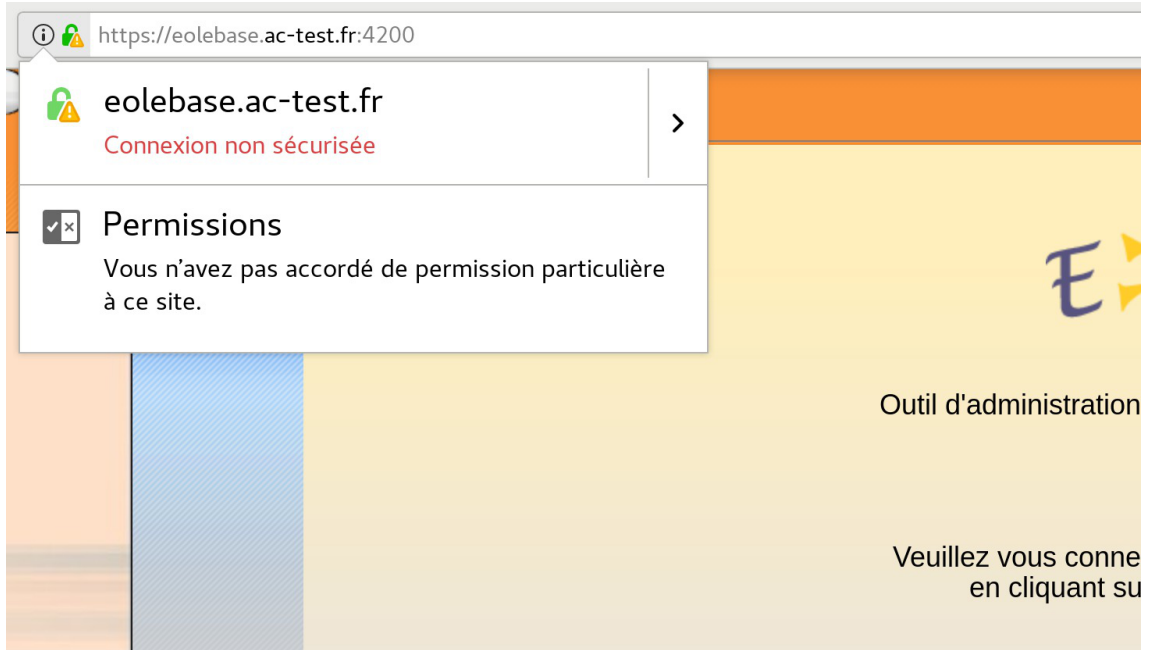 https://eolebase.ac-test.fr:4200
eolebase.ac-test.fr
Connexion non sécurisée
Permissions
Vous n'avez pas accordé de permission particulière
à ce site.
E
Outil d'administration
Veuillez vous conne
en cliquant su